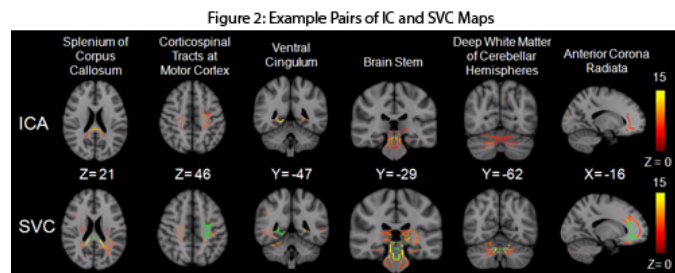 Figure 2: Example Pairs of IC and SVC Maps
Splenium of
Corpus
Callosum
Corticospinal
Tracts at
Motor Cortex
Ventral
Cingulum
Brain Stem
Deep White Matter
of Cerebellar
Hemispheres
Anterior Corona
Radiata
15
ICA
Z = 0
Z= 21
Z= 46
Y= -47
Y= -29
Y= -62
X= -16
15
SVC
Z= 0